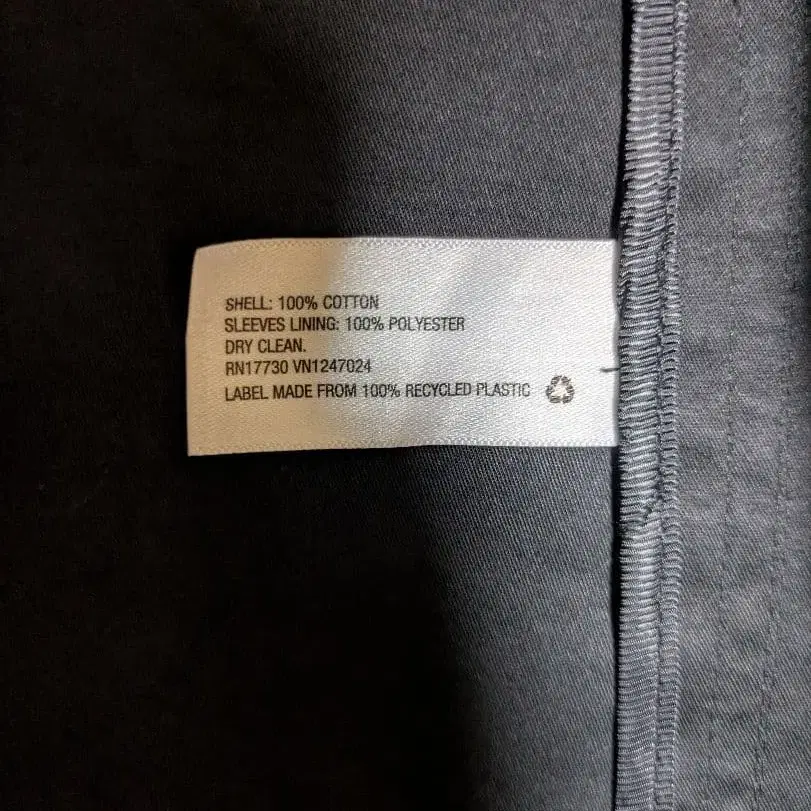 SHELL: 100% COTTON
SLEEVES LINING: 100% POLYESTER
DRY CLEAN.
RN17730 VN1247024
LABEL MADE FROM 100% RECYCLED PLASTIC